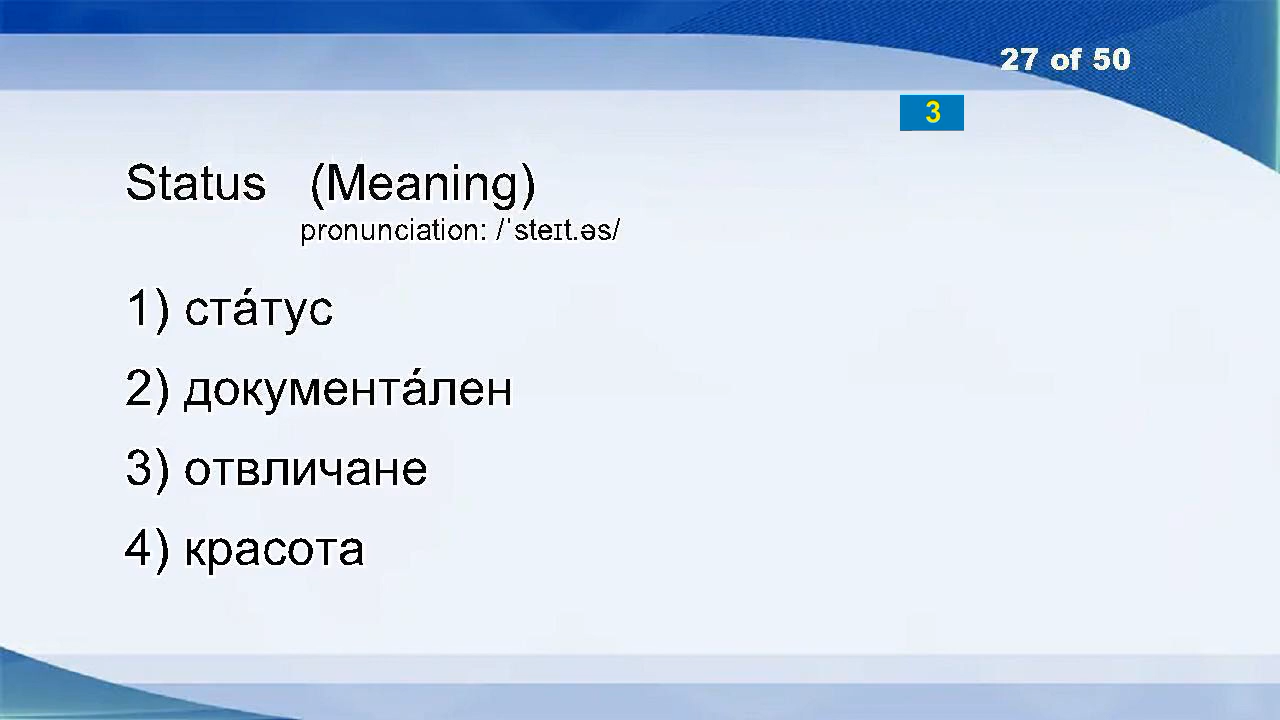 27 of 50
3
Status (Meaning)
pronunciation: /ˈsteɪt.əs/
1) ста́тус
2) документа́лен
3) отвличане
4) красота